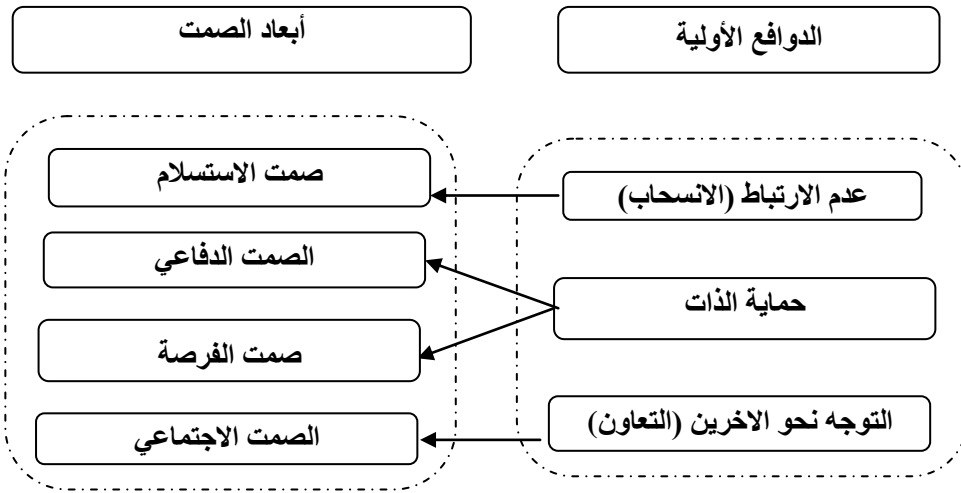 الدوافع الأولية
أبعاد الصمت
عدم الارتباط (الانسحاب)
حماية الذات
التوجه نحو الاخرين (التعاون)
صمت الاستسلام
الصمت الدفاعي
صمت الفرصة
الصمت الاجتماعي